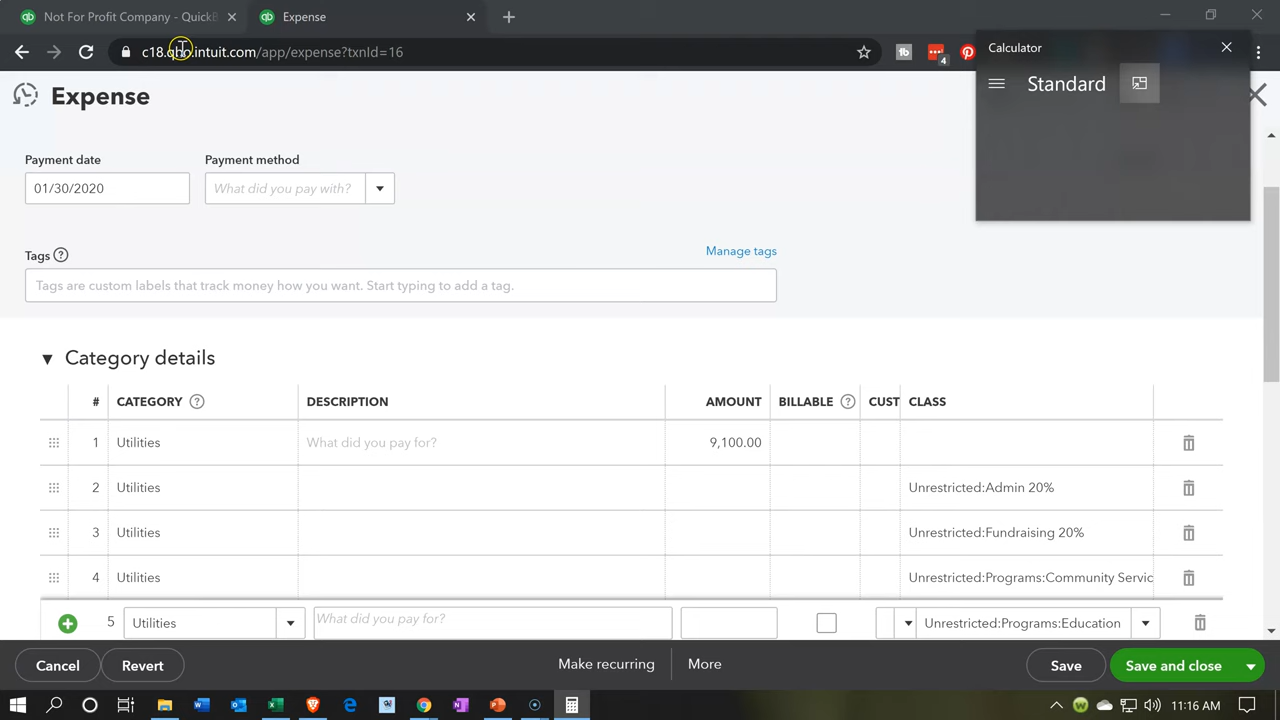 Not For Profit Company - QuickB
Expense
c18.qbo.intuit.com/app/expense?txnId=16
4
Calculator
Standard
Expense
Payment date
Payment method
01/30/2020
What did you pay with?
Tags ?
Manage tags
Tags are custom labels that track money how you want. Start typing to add a tag.
Category details
# CATEGORY ? DESCRIPTION AMOUNT BILLABLE ? CUST CLASS
1 Utilities What did you pay for? 9,100.00
2 Utilities Unrestricted:Admin 20%
3 Utilities Unrestricted:Fundraising 20%
4 Utilities Unrestricted:Programs:Community Servic
5 Utilities What did you pay for? Unrestricted:Programs:Education
Cancel Revert Make recurring More Save Save and close
11:16 AM